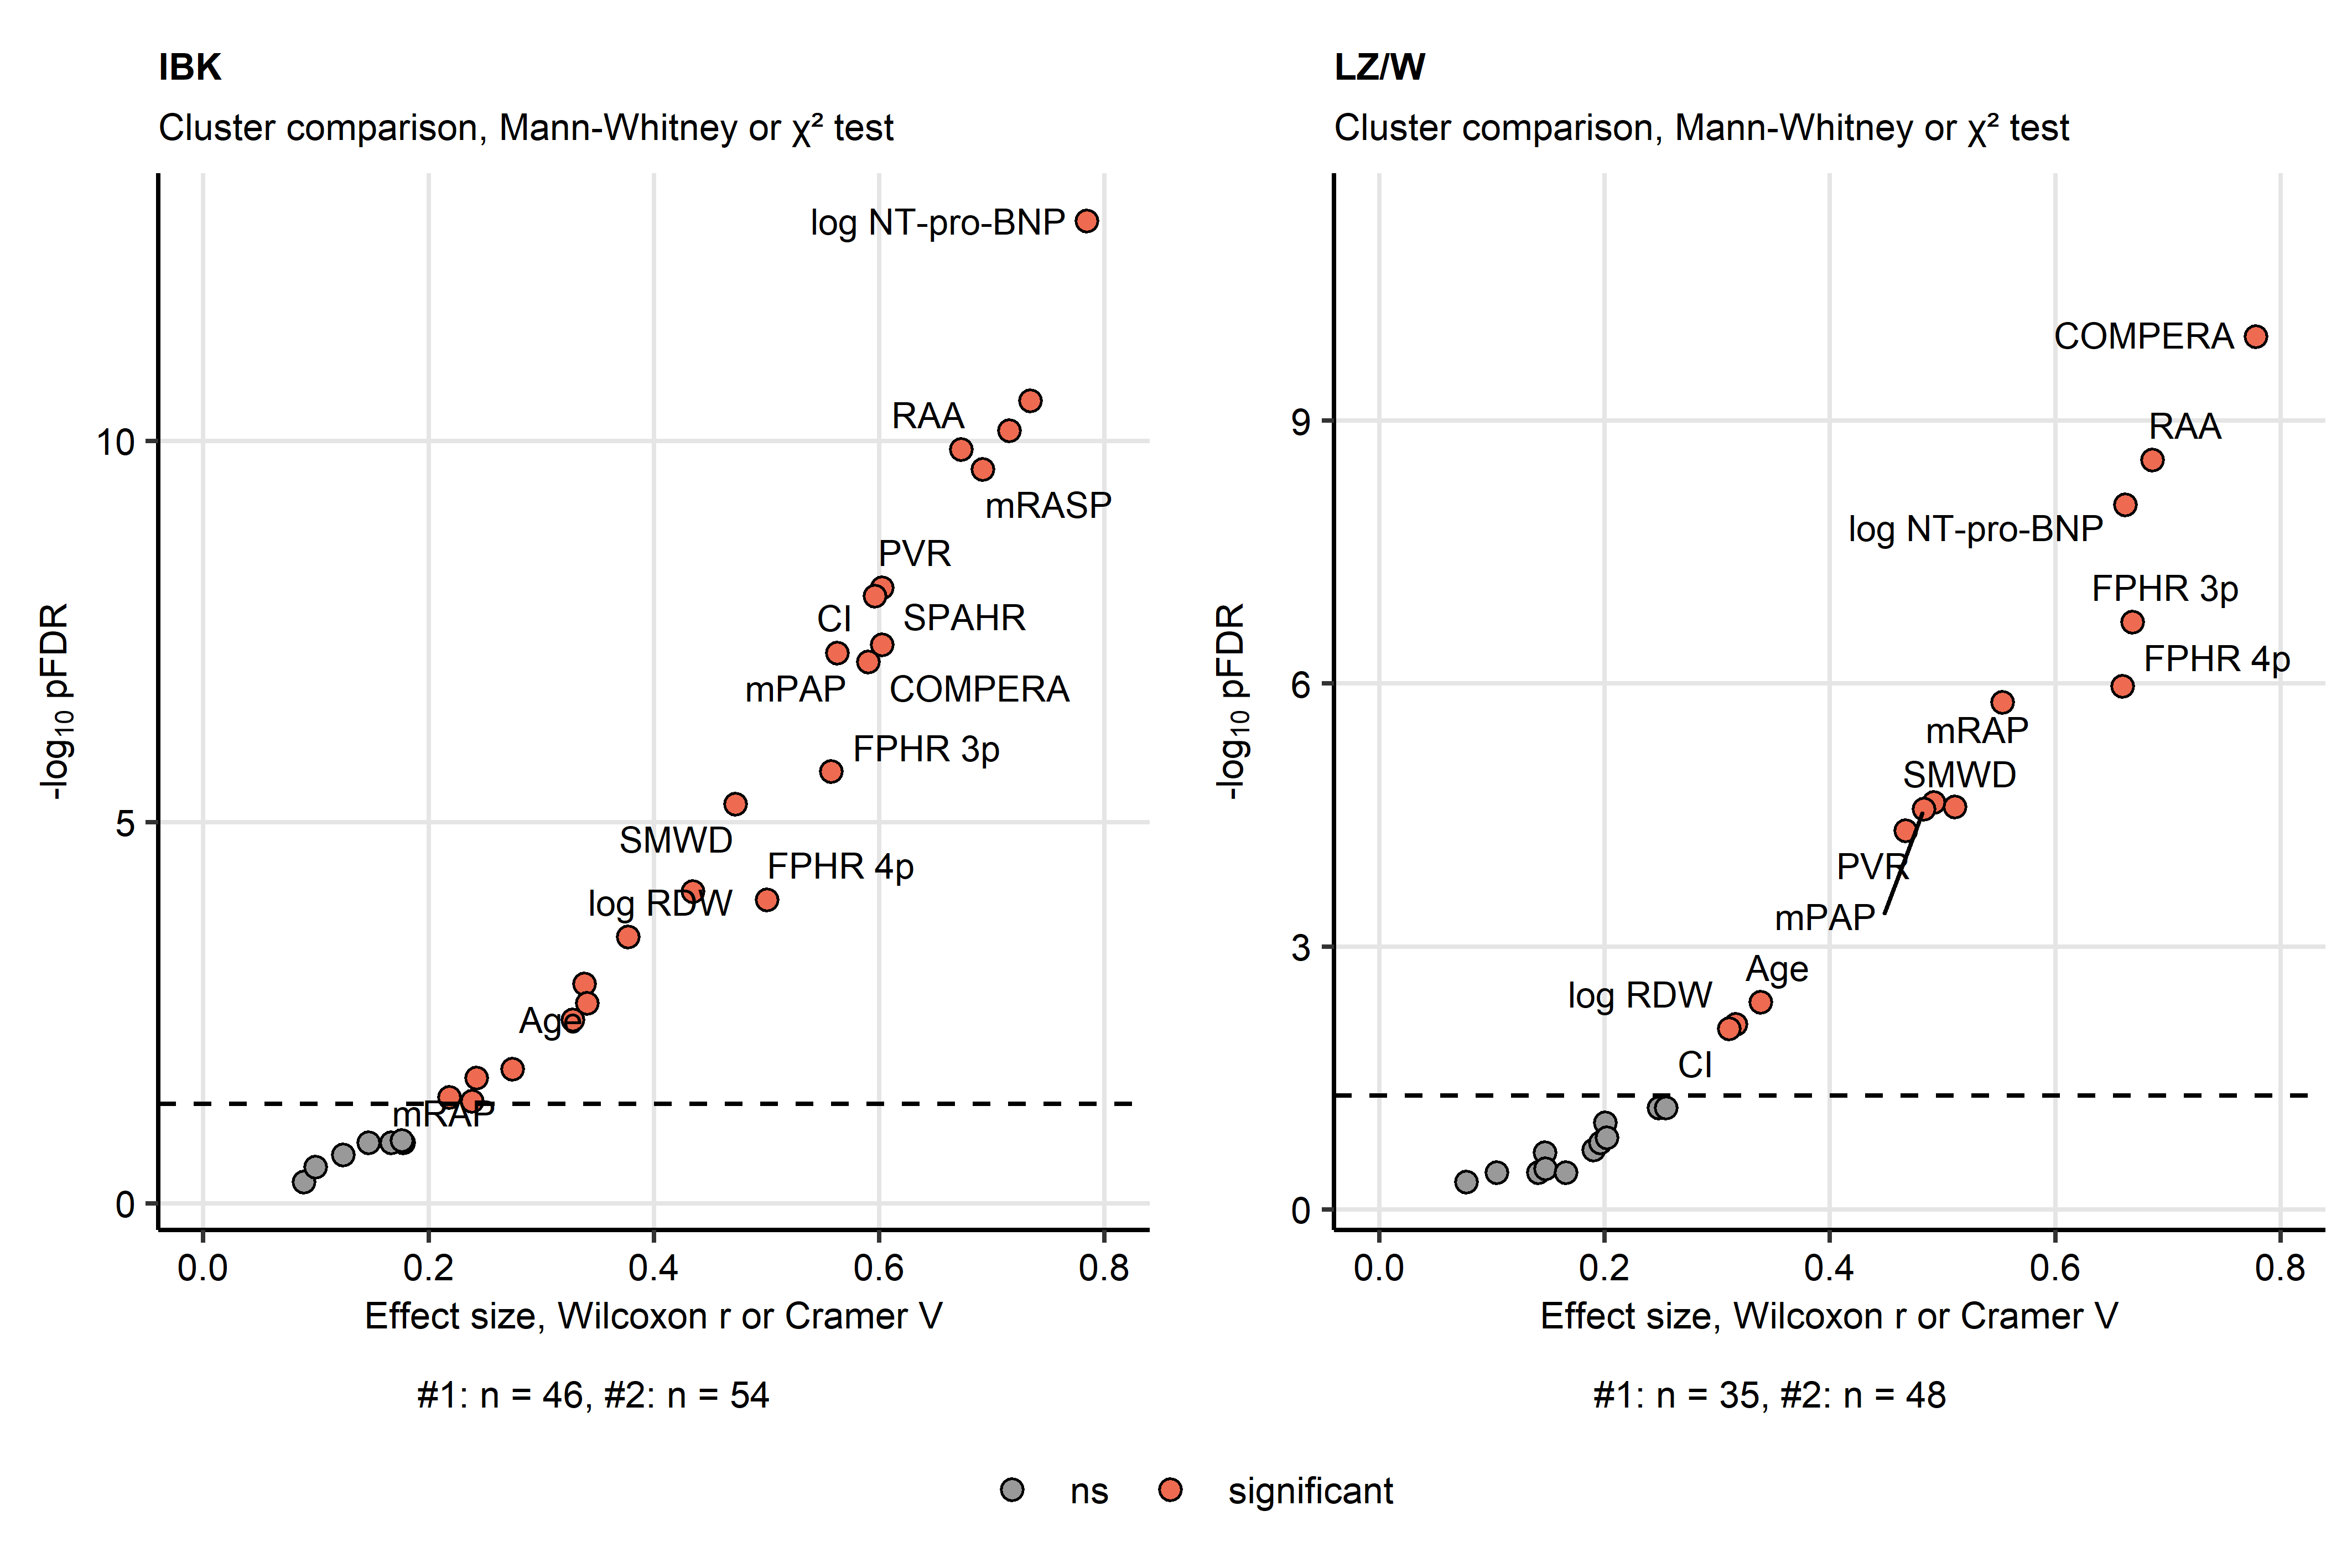 IBK
Cluster comparison, Mann-Whitney or χ² test
-log₁₀ pFDR
10
5
0
log NT-pro-BNP
RAA
mRASP
PVR
CI
SPAHR
mPAP
COMPERA
FPHR 3p
SMWD
FPHR 4p
log RDW
Age
mRAP
0.0 0.2 0.4 0.6 0.8
Effect size, Wilcoxon r or Cramer V
#1: n = 46, #2: n = 54
LZ/W
Cluster comparison, Mann-Whitney or χ² test
-log₁₀ pFDR
9
6
3
0
COMPERA
RAA
log NT-pro-BNP
FPHR 3p
FPHR 4p
mRAP
SMWD
PVR
mPAP
Age
log RDW
CI
0.0 0.2 0.4 0.6 0.8
Effect size, Wilcoxon r or Cramer V
#1: n = 35, #2: n = 48
ns significant